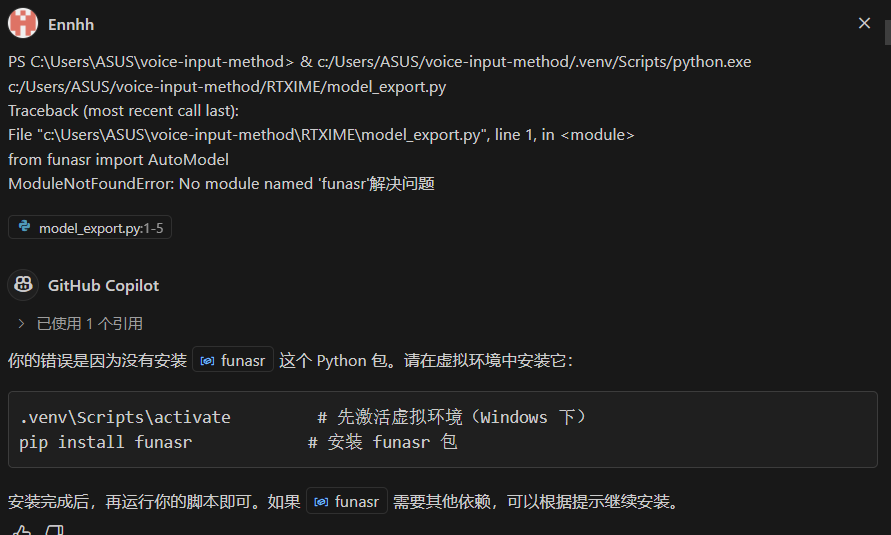 Ennhh
PS C:\Users\ASUS\voice-input-method> & c:/Users/ASUS/voice-input-method/.venv/Scripts/python.exe
c:/Users/ASUS/voice-input-method/RTXIME/model_export.py
Traceback (most recent call last):
File "c:\Users\ASUS\voice-input-method\RTXIME\model_export.py", line 1, in <module>
from funasr import AutoModel
ModuleNotFoundError: No module named 'funasr'解决问题
model_export.py:1-5
GitHub Copilot
已使用 1 个引用
你的错误是因为没有安装 funasr 这个 Python 包。请在虚拟环境中安装它：
.venv\Scripts\activate         # 先激活虚拟环境（Windows 下）
pip install funasr            # 安装 funasr 包
安装完成后，再运行你的脚本即可。如果 funasr 需要其他依赖，可以根据提示继续安装。